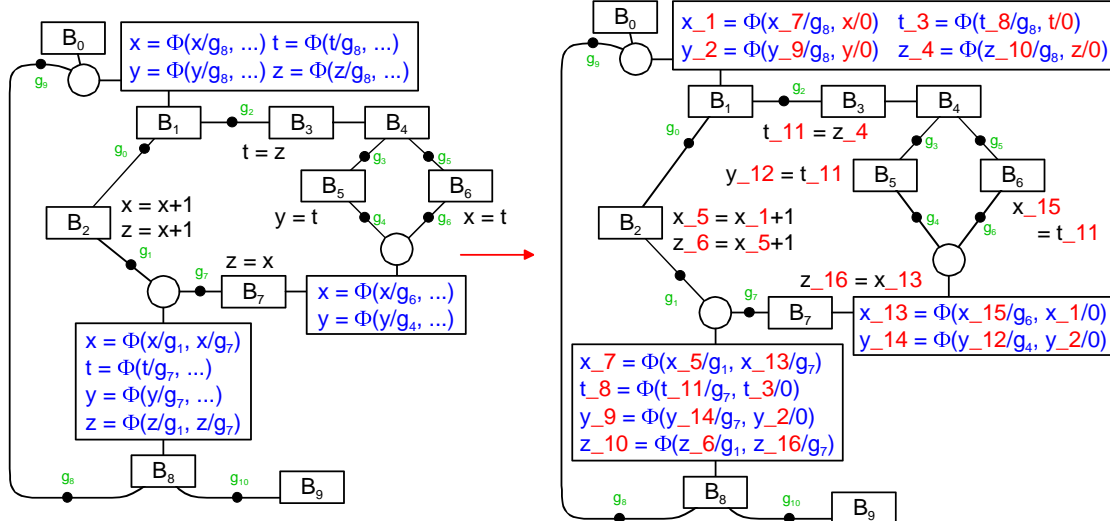 B₀
x = Φ(x/g₈, ...) t = Φ(t/g₈, ...)
y = Φ(y/g₈, ...) z = Φ(z/g₈, ...)
g₉
B₁
g₂
B₃
B₄
g₀
t = z
g₃
g₅
B₅
B₆
B₂
x = x+1
z = x+1
y = t
g₄
g₆
x = t
g₁
g₇
z = x
B₇
x = Φ(x/g₆, ...)
y = Φ(y/g₄, ...)
x = Φ(x/g₁, x/g₇)
t = Φ(t/g₇, ...)
y = Φ(y/g₇, ...)
z = Φ(z/g₁, z/g₇)
B₈
g₈
g₁₀
B₉
B₀
x_1 = Φ(x_7/g₈, x/0) t_3 = Φ(t_8/g₈, t/0)
y_2 = Φ(y_9/g₈, y/0) z_4 = Φ(z_10/g₈, z/0)
g₉
B₁
g₂
B₃
B₄
g₀
t_11 = z_4
g₃
g₅
y_12 = t_11
B₅
B₆
B₂
x_5 = x_1+1
z_6 = x_5+1
g₄
g₆
x_15
= t_11
g₁
g₇
z_16 = x_13
B₇
x_13 = Φ(x_15/g₆, x_1/0)
y_14 = Φ(y_12/g₄, y_2/0)
x_7 = Φ(x_5/g₁, x_13/g₇)
t_8 = Φ(t_11/g₇, t_3/0)
y_9 = Φ(y_14/g₇, y_2/0)
z_10 = Φ(z_6/g₁, z_16/g₇)
B₈
g₈
g₁₀
B₉